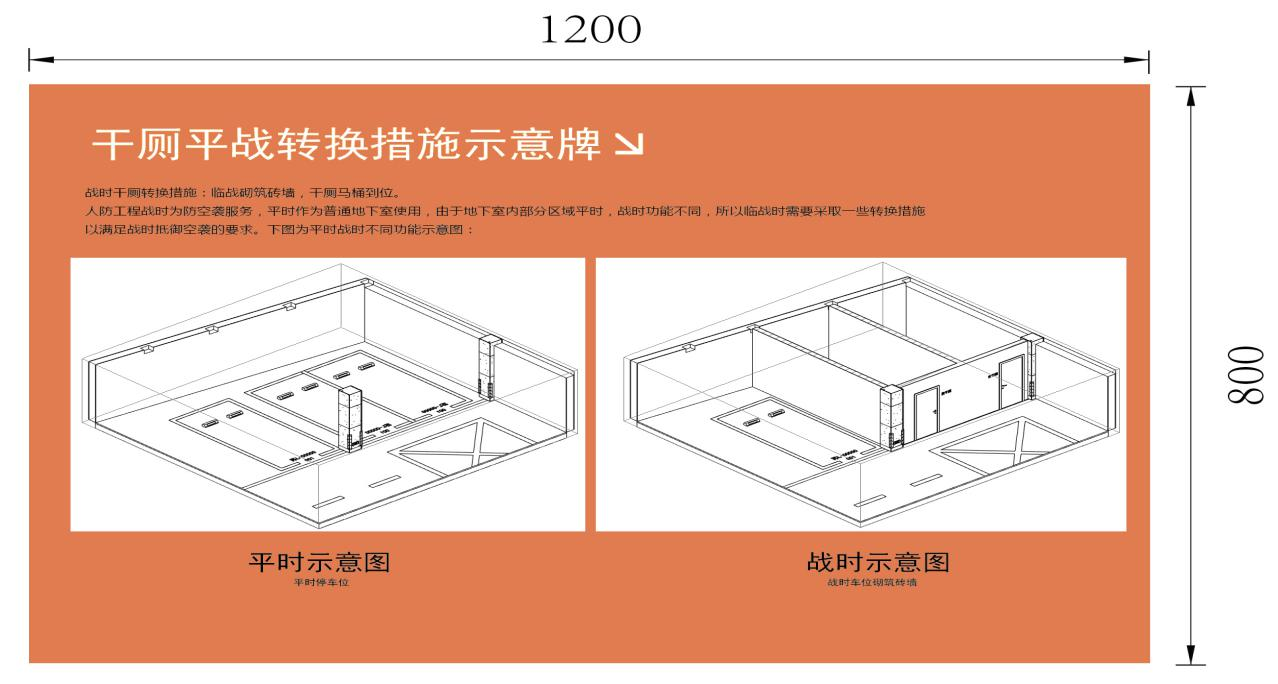 1200
干厕平战转换措施示意牌
战时干厕转换措施：临战砌筑砖墙，干厕马桶到位。
人防工程战时为防空袭服务，平时作为普通地下室使用，由于地下室内部分区域平时，战时功能不同，所以临战时需要采取一些转换措施
以满足战时抵御空袭的要求。下图为平时战时不同功能示意图：
平时示意图
平时停车位
战时示意图
战时车位砌筑砖墙
800